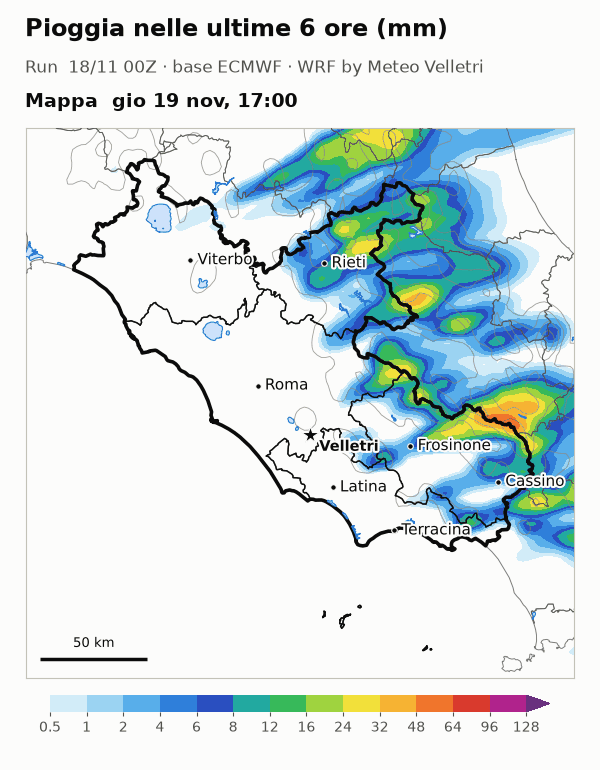 Pioggia nelle ultime 6 ore (mm)
Run  18/11 00Z · base ECMWF · WRF by Meteo Velletri
Mappa  gio 19 nov, 17:00
Viterbo
Rieti
Roma
Velletri
Frosinone
Cassino
Latina
Terracina
50 km
0.5 1 2 4 6 8 12 16 24 32 48 64 96 128